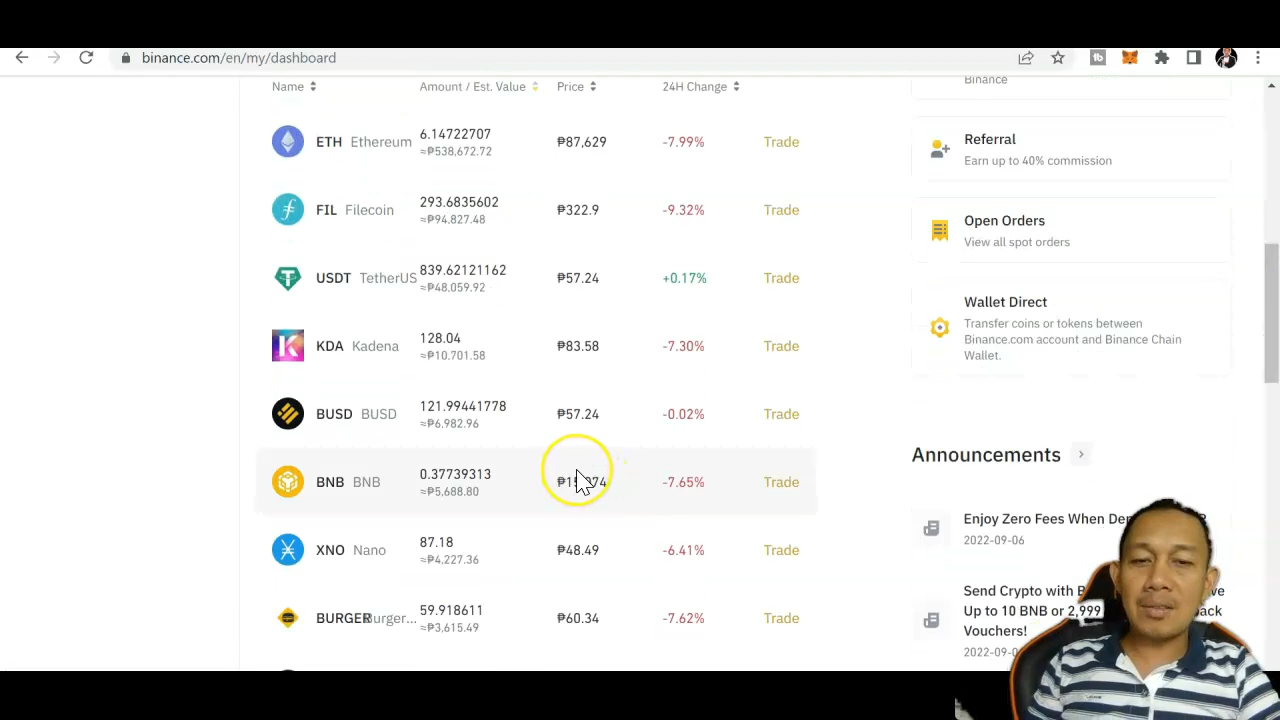 binance.com/en/my/dashboard
Name Amount / Est. Value Price 24H Change
Binance
ETH Ethereum 6.14722707 ₱87,629 -7.99% Trade
≈₱538,672.72
Referral
Earn up to 40% commission
FIL Filecoin 293.6835602 ₱322.9 -9.32% Trade
≈₱94,827.48
Open Orders
View all spot orders
USDT TetherUS 839.62121162 ₱57.24 +0.17% Trade
≈₱48,059.92
Wallet Direct
Transfer coins or tokens between
Binance.com account and Binance Chain
Wallet.
KDA Kadena 128.04 ₱83.58 -7.30% Trade
≈₱10,701.58
BUSD BUSD 121.99441778 ₱57.24 -0.02% Trade
≈₱6,982.96
Announcements
BNB BNB 0.37739313 -7.65% Trade
≈₱5,688.80
Enjoy Zero Fees When
2022-09-06
XNO Nano 87.18 ₱48.49 -6.41% Trade
≈₱4,227.36
Send Crypto with
Up to 10 BNB or 2,999
Vouchers!
BURGER Burger... 59.918611 ₱60.34 -7.62% Trade
≈₱3,615.49